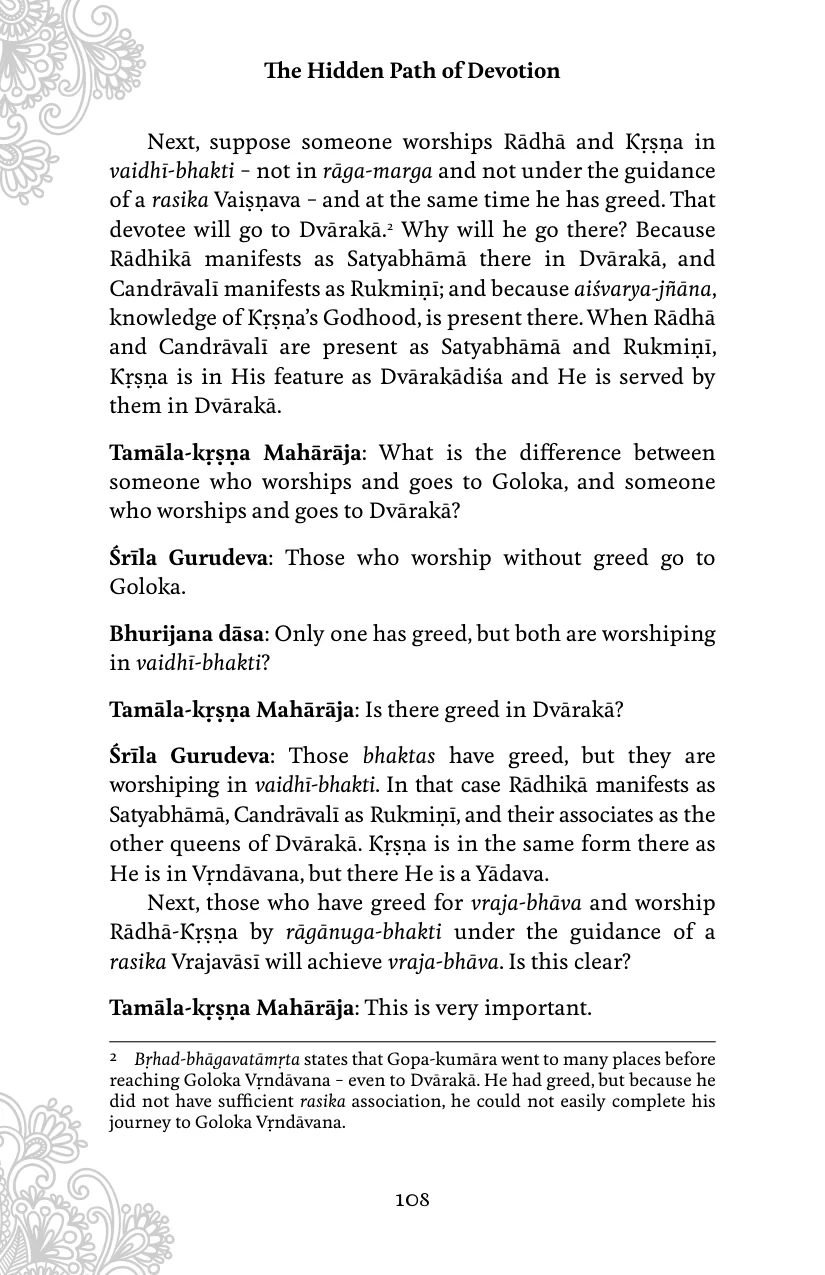 The Hidden Path of Devotion
Next, suppose someone worships Rādhā and Kṛṣṇa in
vaidhī-bhakti – not in rāga-marga and not under the guidance
of a rasika Vaiṣṇava – and at the same time he has greed. That
devotee will go to Dvārakā.² Why will he go there? Because
Rādhikā manifests as Satyabhāmā there in Dvārakā, and
Candrāvalī manifests as Rukmiṇī; and because aiśvarya-jñāna,
knowledge of Kṛṣṇa’s Godhood, is present there. When Rādhā
and Candrāvalī are present as Satyabhāmā and Rukmiṇī,
Kṛṣṇa is in His feature as Dvārakādiśa and He is served by
them in Dvārakā.
Tamāla-kṛṣṇa Mahārāja: What is the difference between
someone who worships and goes to Goloka, and someone
who worships and goes to Dvārakā?
Śrīla Gurudeva: Those who worship without greed go to
Goloka.
Bhurijana dāsa: Only one has greed, but both are worshiping
in vaidhī-bhakti?
Tamāla-kṛṣṇa Mahārāja: Is there greed in Dvārakā?
Śrīla Gurudeva: Those bhaktas have greed, but they are
worshiping in vaidhī-bhakti. In that case Rādhikā manifests as
Satyabhāmā, Candrāvalī as Rukmiṇī, and their associates as the
other queens of Dvārakā. Kṛṣṇa is in the same form there as
He is in Vṛndāvana, but there He is a Yādava.
Next, those who have greed for vraja-bhāva and worship
Rādhā-Kṛṣṇa by rāgānuga-bhakti under the guidance of a
rasika Vrajavāsī will achieve vraja-bhāva. Is this clear?
Tamāla-kṛṣṇa Mahārāja: This is very important.
² Bṛhad-bhāgavatāmṛta states that Gopa-kumāra went to many places before
reaching Goloka Vṛndāvana – even to Dvārakā. He had greed, but because he
did not have sufficient rasika association, he could not easily complete his
journey to Goloka Vṛndāvana.
108